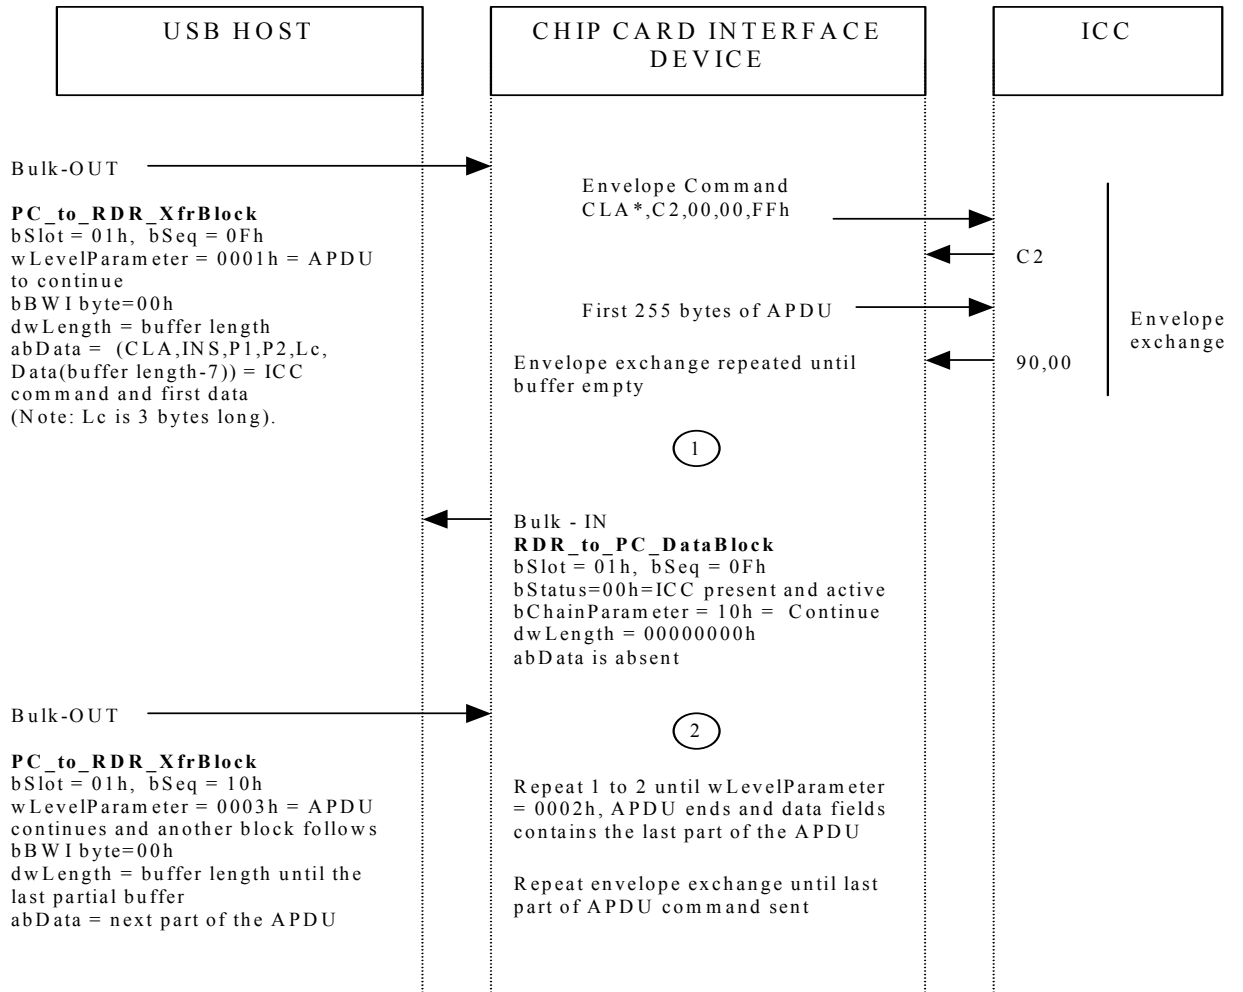 USB HOST
CHIP CARD INTERFACE
DEVICE
ICC
Bulk-OUT
PC_to_RDR_XfrBlock
bSlot = 01h, bSeq = 0Fh
wLevelParameter = 0001h = APDU
to continue
bBWI byte=00h
dwLength = buffer length
abData = (CLA,INS,P1,P2,Lc,
Data(buffer length-7)) = ICC
command and first data
(Note: Lc is 3 bytes long).
Envelope Command
CLA*,C2,00,00,FFh
C2
First 255 bytes of APDU
Envelope
exchange
Envelope exchange repeated until
buffer empty
90,00
1
Bulk - IN
RDR_to_PC_DataBlock
bSlot = 01h, bSeq = 0Fh
bStatus=00h=ICC present and active
bChainParameter = 10h = Continue
dwLength = 00000000h
abData is absent
Bulk-OUT
PC_to_RDR_XfrBlock
bSlot = 01h, bSeq = 10h
wLevelParameter = 0003h = APDU
continues and another block follows
bBWI byte=00h
dwLength = buffer length until the
last partial buffer
abData = next part of the APDU
2
Repeat 1 to 2 until wLevelParameter
= 0002h, APDU ends and data fields
contains the last part of the APDU
Repeat envelope exchange until last
part of APDU command sent